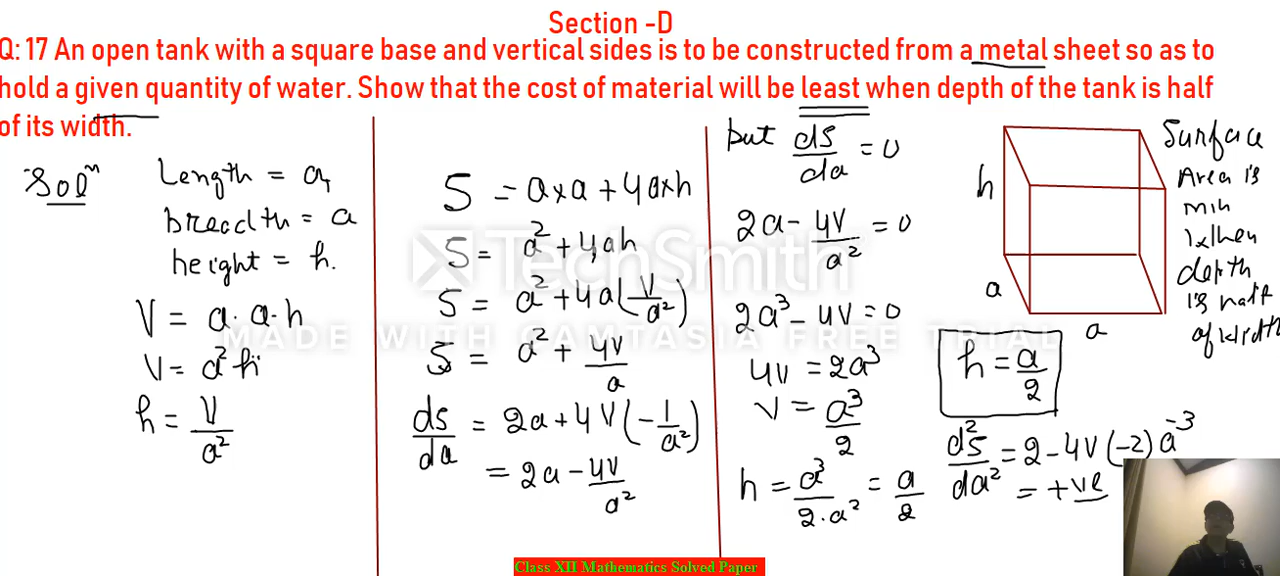 Section -D
Q: 17 An open tank with a square base and vertical sides is to be constructed from a metal sheet so as to
hold a given quantity of water. Show that the cost of material will be least when depth of the tank is half
of its width.
Solⁿ
Length = a,
breadth = a
height = h.
V = a · a · h
V = a²h
h = V/a²
S = a×a + 4a×h
S = a² + 4ah
S = a² + 4a(V/a²)
S = a² + 4V/a
ds/da = 2a + 4V(-1/a²)
= 2a - 4V/a²
put ds/da = 0
2a - 4V/a² = 0
2a³ - 4V = 0
4V = 2a³
V = a³/2
h = a³/2·a² = a/2
h
a
a
Surface
Area is
min
when
depth
is half
of width
h = a/2
d²s/da² = 2 - 4V(-2)a⁻³
= +ve
TechSmith
MADE WITH CAMTASIA FREE TRIAL
Class XII Mathematics Solved Paper